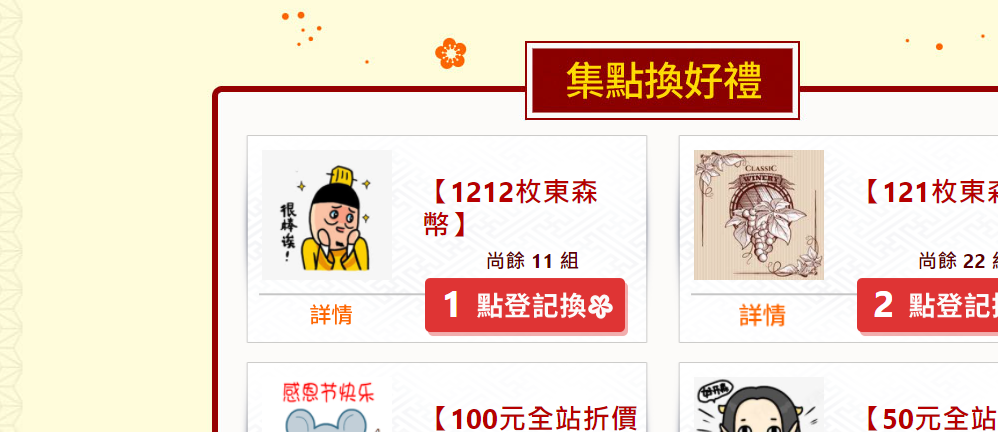 集點換好禮
很棒诶!
【1212枚東森
幣】
尚餘 11 組
詳情
1 點登記換
CLASSIC
WINERY
【121枚東森
尚餘 22 組
詳情
2 點登記換
感恩节快乐
【100元全站折價
【50元全站